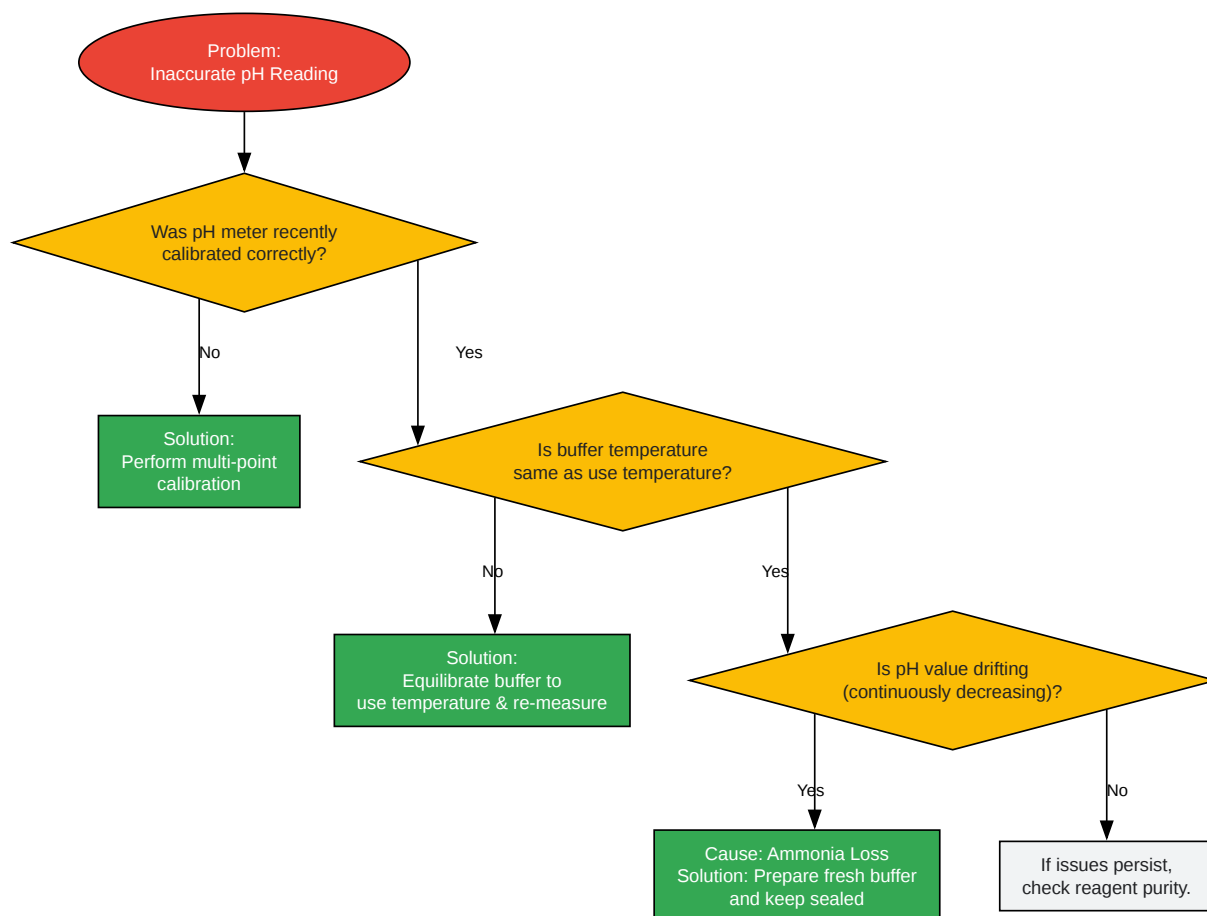 Problem:
Inaccurate pH Reading
Was pH meter recently
calibrated correctly?
No
Yes
Solution:
Perform multi-point
calibration
Is buffer temperature
same as use temperature?
No
Yes
Solution:
Equilibrate buffer to
use temperature & re-measure
Is pH value drifting
(continuously decreasing)?
Yes
No
Cause: Ammonia Loss
Solution: Prepare fresh buffer
and keep sealed
If issues persist,
check reagent purity.